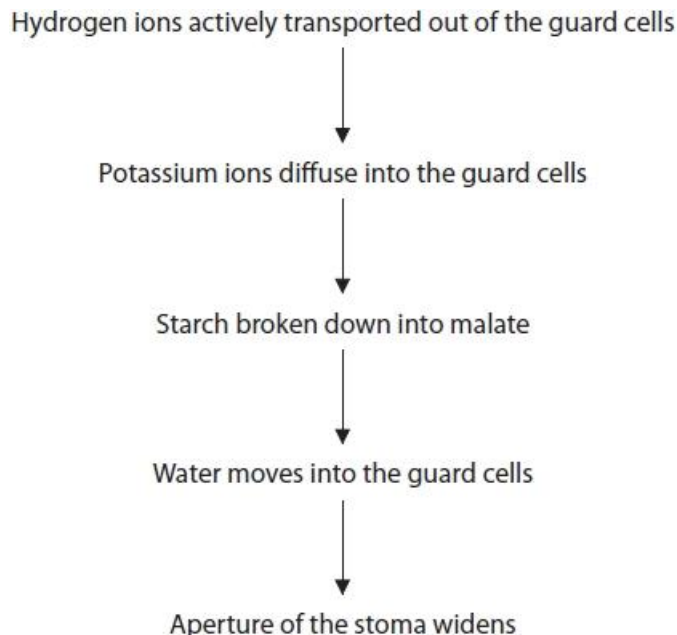 Hydrogen ions actively transported out of the guard cells
Potassium ions diffuse into the guard cells
Starch broken down into malate
Water moves into the guard cells
Aperture of the stoma widens